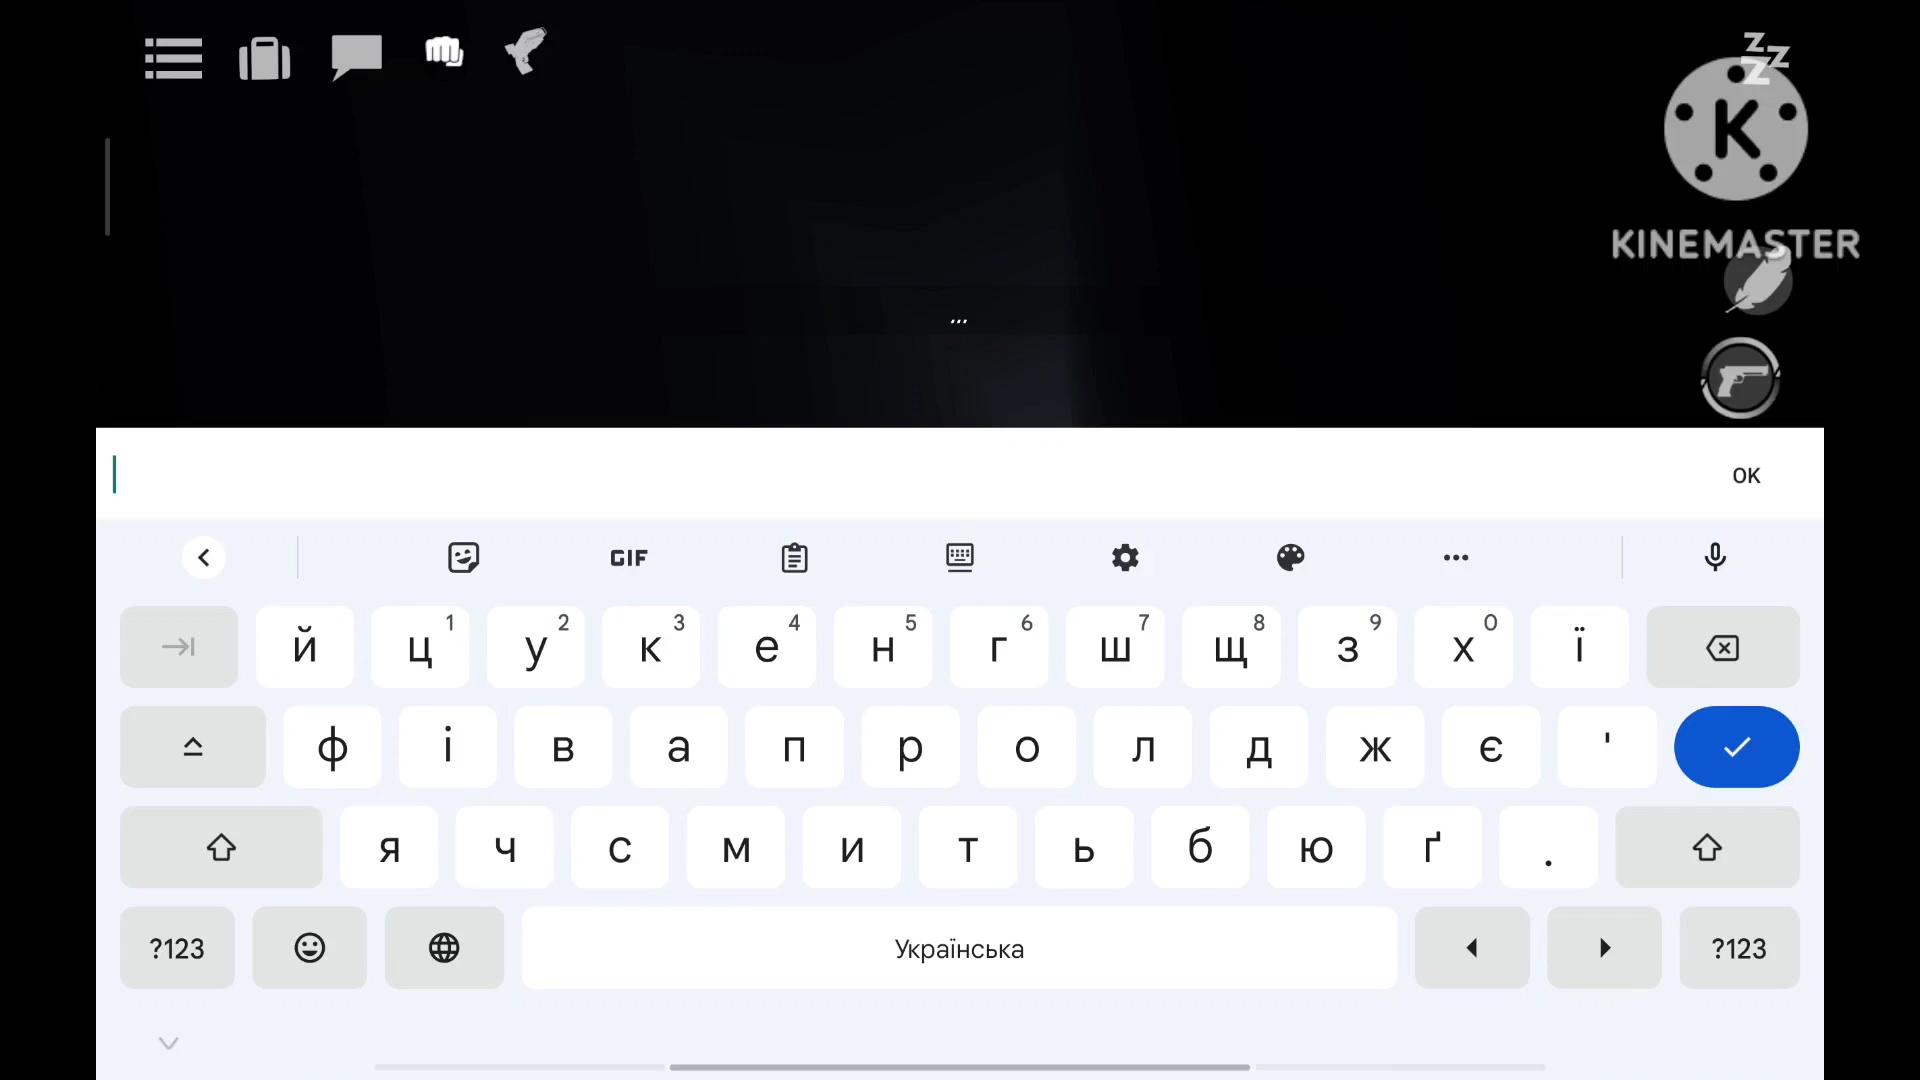 z
z
z
K
KINEMASTER
...
OK
GIF
й ц 1 у 2 к 3 е 4 н 5 г 6 ш 7 щ 8 з 9 х 0 ї
ф і в а п р о л д ж є '
я ч с м и т ь б ю ґ .
?123 Українська ?123